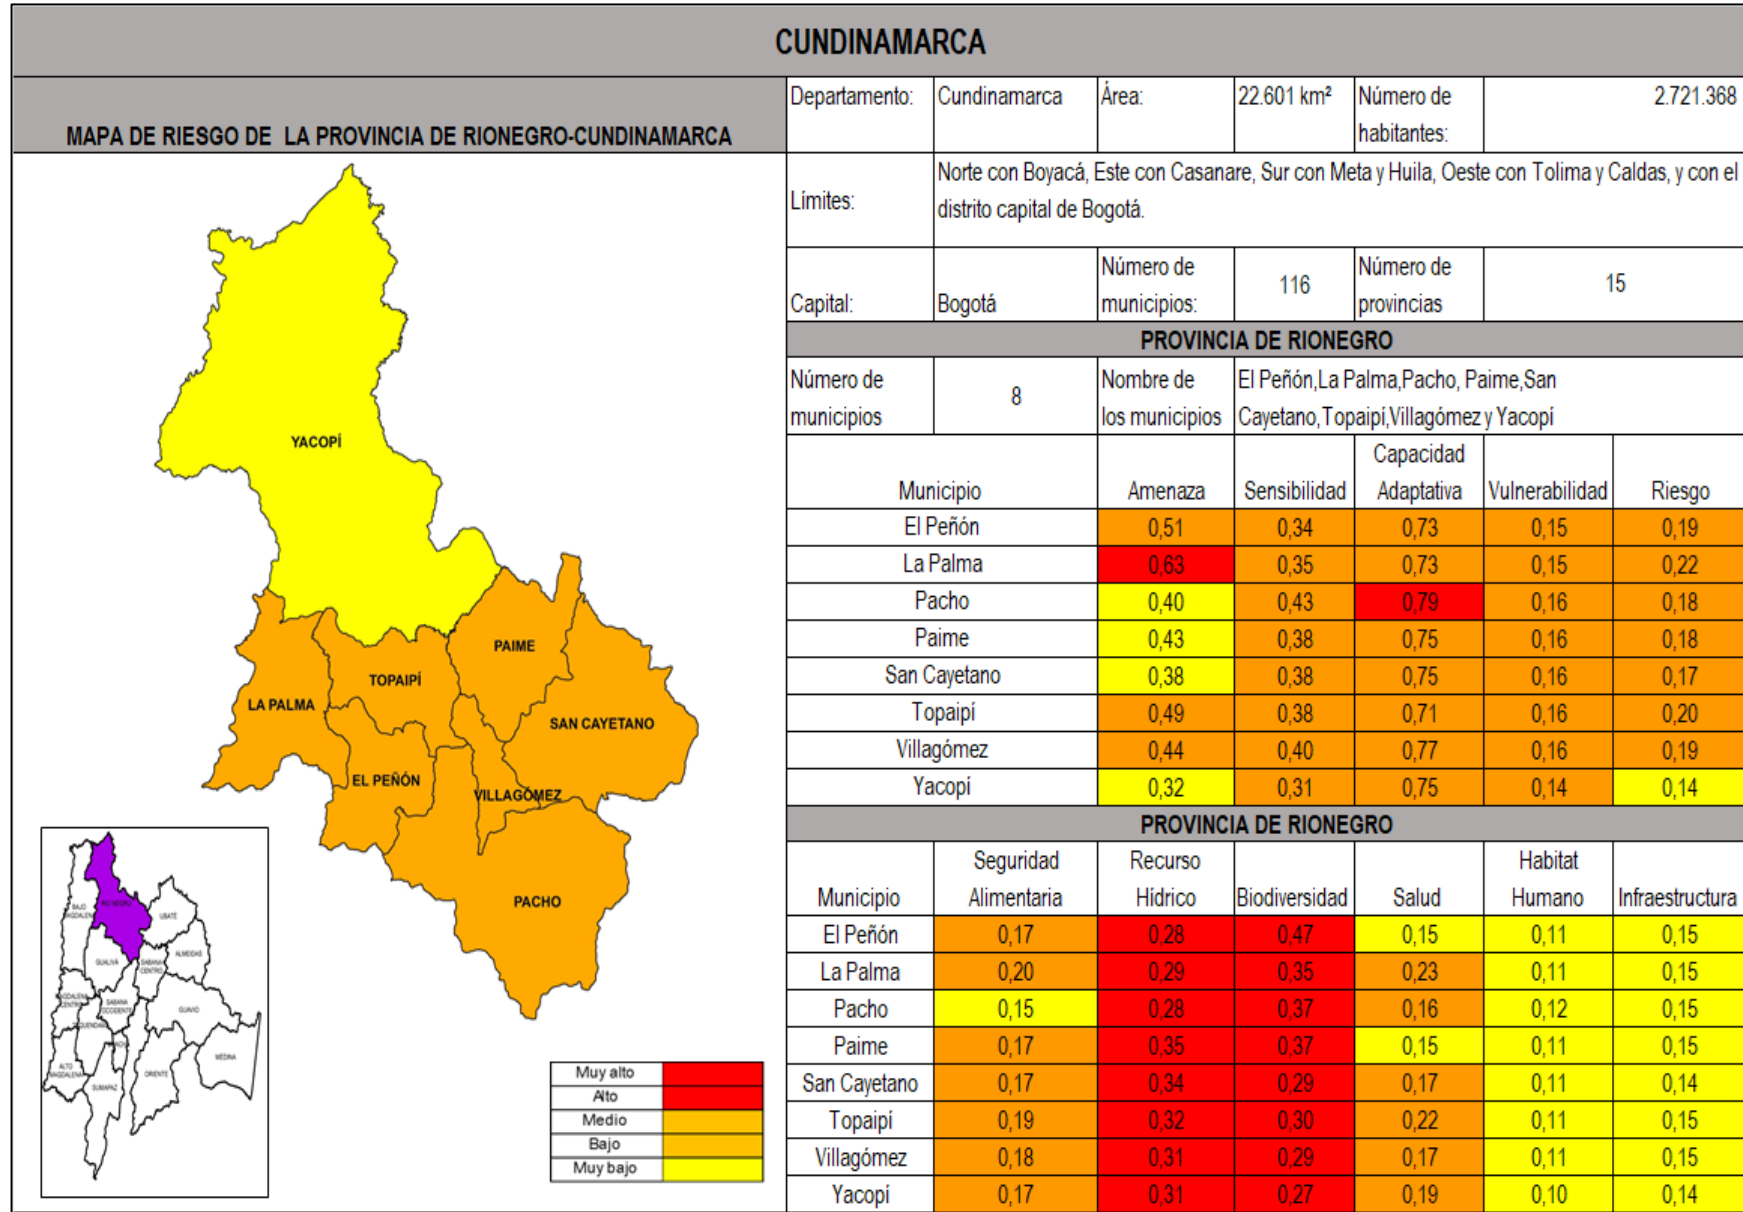 CUNDINAMARCA
MAPA DE RIESGO DE LA PROVINCIA DE RIONEGRO-CUNDINAMARCA
Departamento: Cundinamarca Área: 22.601 km² Número de habitantes: 2.721.368
Límites: Norte con Boyacá, Este con Casanare, Sur con Meta y Huila, Oeste con Tolima y Caldas, y con el
distrito capital de Bogotá.
Capital: Bogotá Número de municipios: 116 Número de provincias 15
PROVINCIA DE RIONEGRO
Número de municipios 8 Nombre de los municipios El Peñón,La Palma,Pacho, Paime,San
Cayetano,Topaipí,Villagómez y Yacopí
Municipio Amenaza Sensibilidad Capacidad Adaptativa Vulnerabilidad Riesgo
El Peñón 0,51 0,34 0,73 0,15 0,19
La Palma 0,63 0,35 0,73 0,15 0,22
Pacho 0,40 0,43 0,79 0,16 0,18
Paime 0,43 0,38 0,75 0,16 0,18
San Cayetano 0,38 0,38 0,75 0,16 0,17
Topaipí 0,49 0,38 0,71 0,16 0,20
Villagómez 0,44 0,40 0,77 0,16 0,19
Yacopí 0,32 0,31 0,75 0,14 0,14
PROVINCIA DE RIONEGRO
Municipio Seguridad Alimentaria Recurso Hídrico Biodiversidad Salud Habitat Humano Infraestructura
El Peñón 0,17 0,28 0,47 0,15 0,11 0,15
La Palma 0,20 0,29 0,35 0,23 0,11 0,15
Pacho 0,15 0,28 0,37 0,16 0,12 0,15
Paime 0,17 0,35 0,37 0,15 0,11 0,15
San Cayetano 0,17 0,34 0,29 0,17 0,11 0,14
Topaipí 0,19 0,32 0,30 0,22 0,11 0,15
Villagómez 0,18 0,31 0,29 0,17 0,11 0,15
Yacopí 0,17 0,31 0,27 0,19 0,10 0,14
YACOPÍ
PAIME
TOPAIPÍ
LA PALMA
SAN CAYETANO
EL PEÑÓN
VILLAGÓMEZ
PACHO
RIO NEGRO
BAJO
UBATÉ
GUALIVÁ
ALMEIDAS
SABANA
CENTRO
SABANA
OCCIDENTE
GUAVIO
MEDINA
ALTO
MAGDALENA
ORIENTE
SUMAPAZ
Muy alto
Alto
Medio
Bajo
Muy bajo